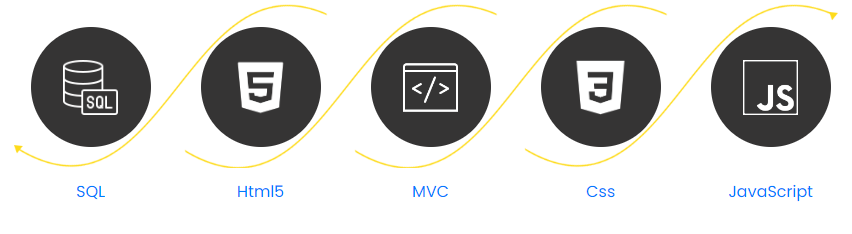 SQL
5
</>
3
JS
SQL
Html5
MVC
Css
JavaScript